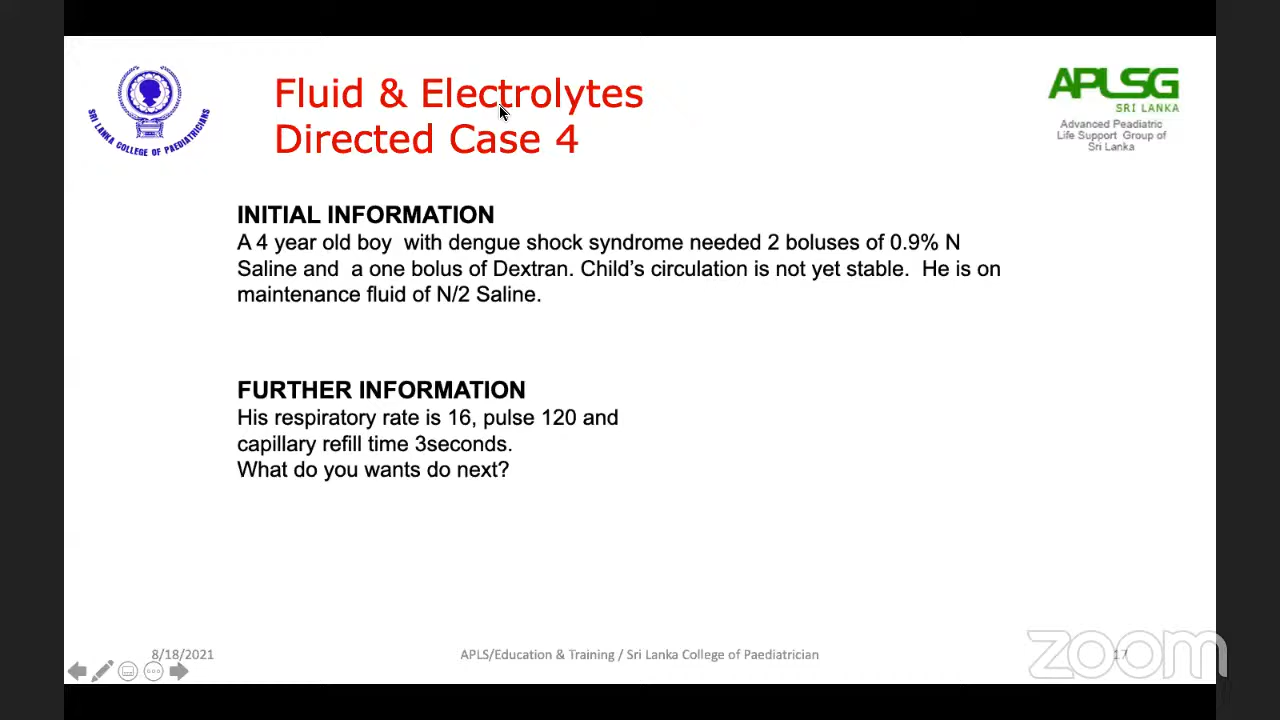 Fluid & Electrolytes
Directed Case 4
SRI LANKA COLLEGE OF PAEDIATRICIANS
APLSG
SRI LANKA
Advanced Peadiatric
Life Support Group of
Sri Lanka
INITIAL INFORMATION
A 4 year old boy with dengue shock syndrome needed 2 boluses of 0.9% N
Saline and a one bolus of Dextran. Child's circulation is not yet stable. He is on
maintenance fluid of N/2 Saline.
FURTHER INFORMATION
His respiratory rate is 16, pulse 120 and
capillary refill time 3seconds.
What do you wants do next?
8/18/2021
APLS/Education & Training / Sri Lanka College of Paediatrician
17
zoom